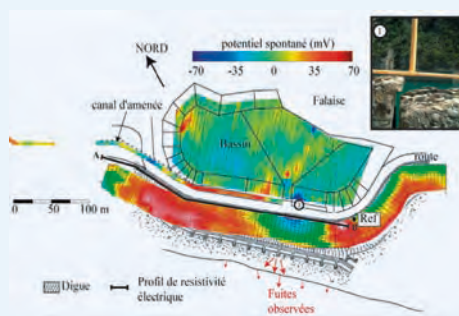 potentiel spontané (mV)
-70 -35 0 35 70
NORD
canal d'amenée
Falaise
Bassin
route
A
Ref
0 50 100 m
Digue
Profil de resistivité
électrique
Fuites
observées
1